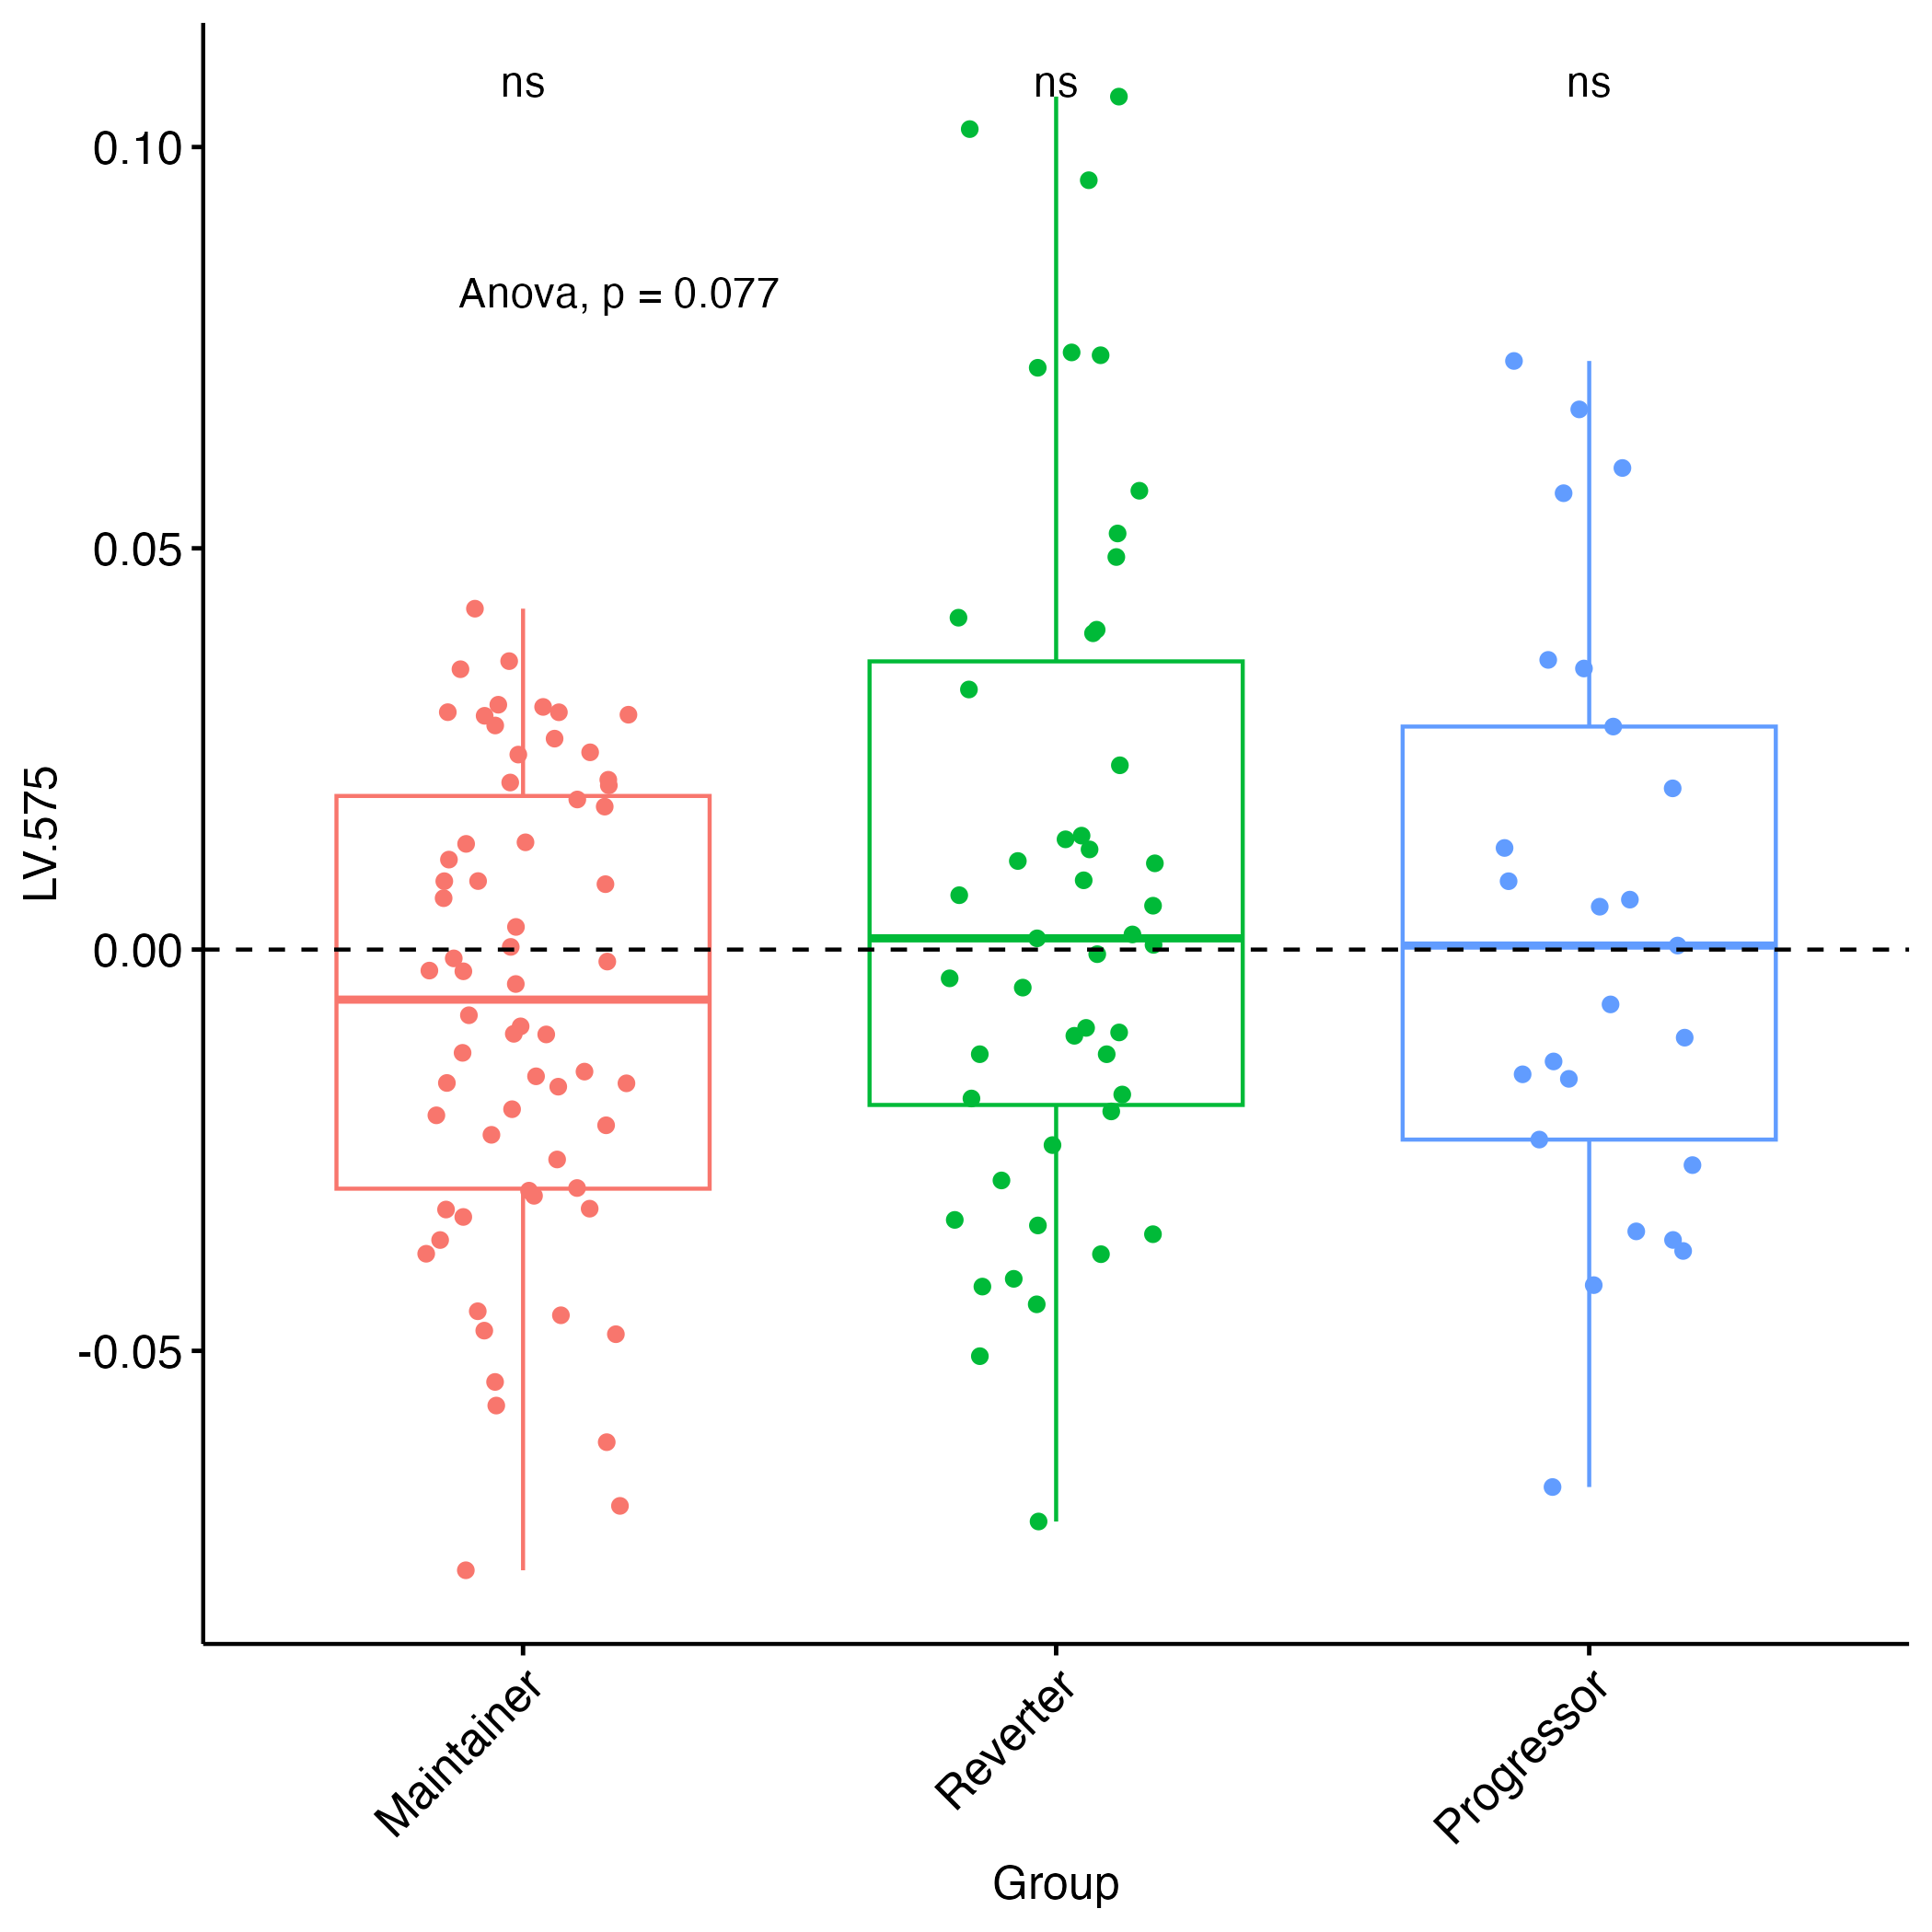 ns ns ns
0.10
Anova, p = 0.077
0.05
LV.575
0.00
-0.05
Maintainer Reverter Progressor
Group